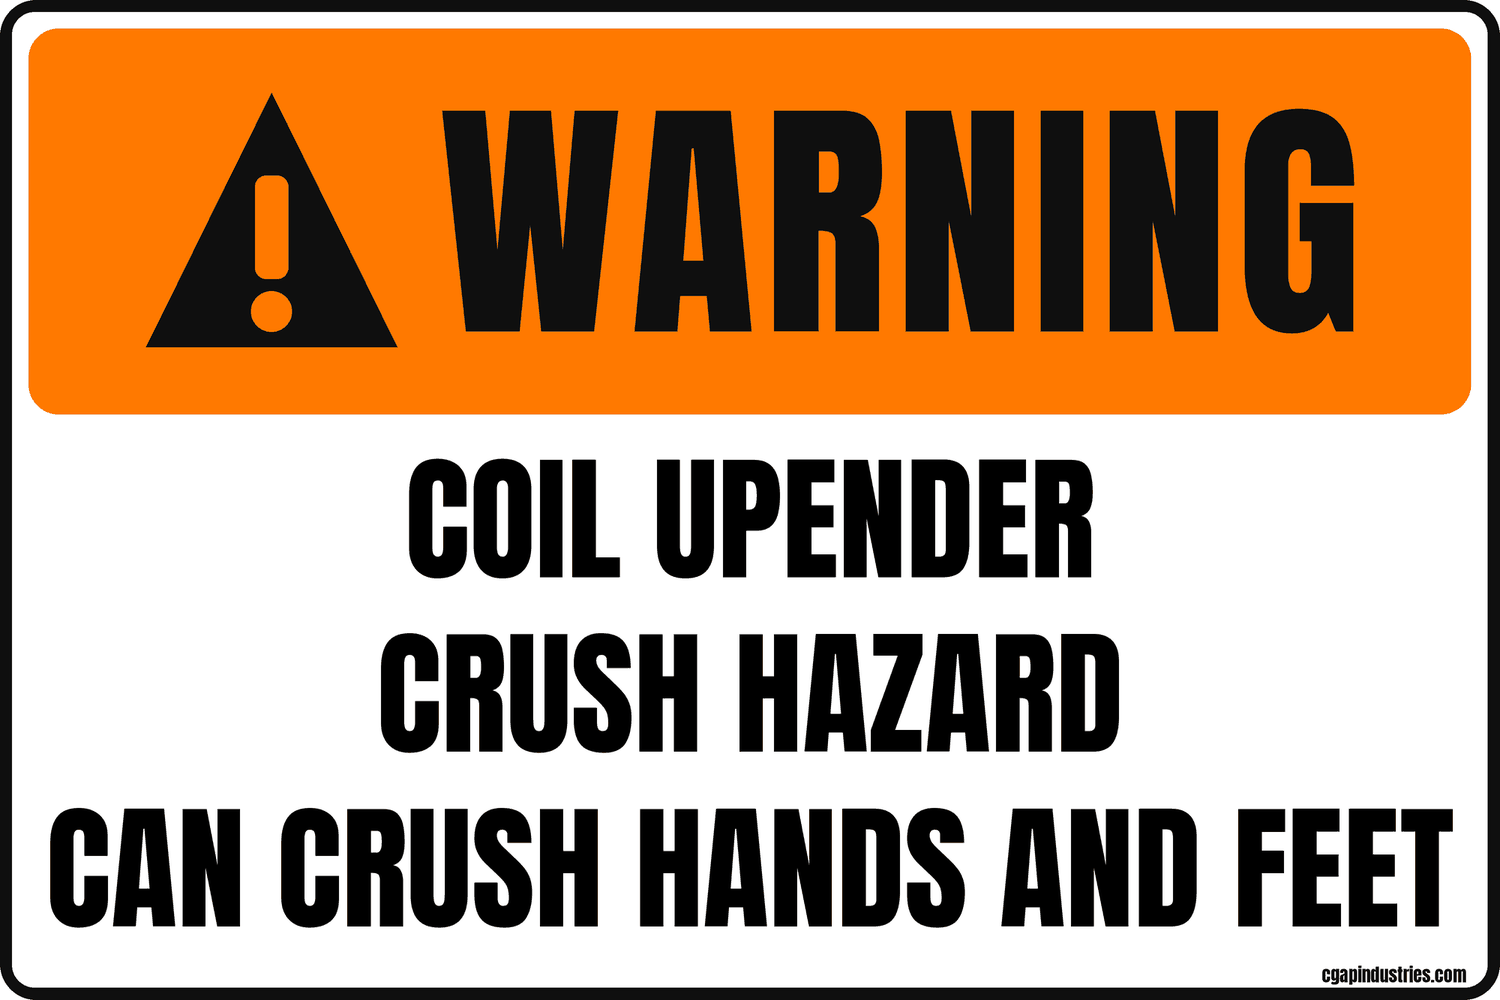 WARNING
COIL UPENDER
CRUSH HAZARD
CAN CRUSH HANDS AND FEET
cgapindustries.com